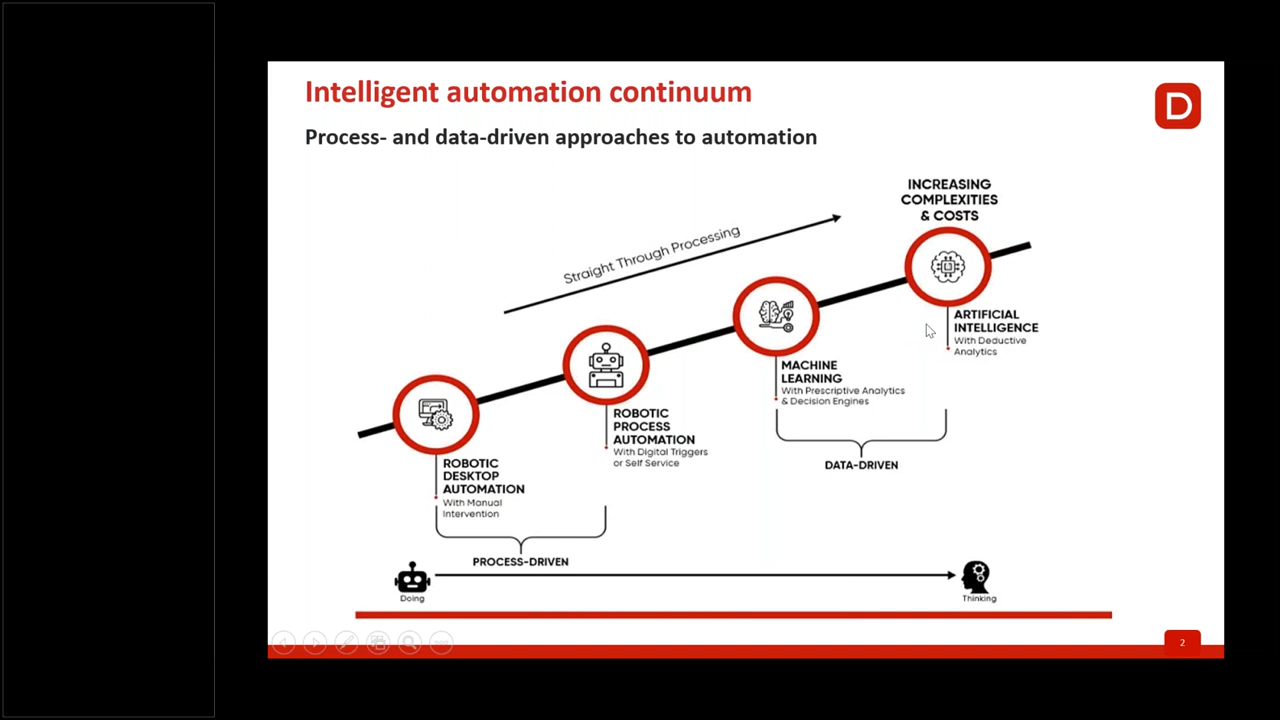 Intelligent automation continuum
D
Process- and data-driven approaches to automation
INCREASING
COMPLEXITIES
& COSTS
Straight Through Processing
ARTIFICIAL
INTELLIGENCE
With Deductive
Analytics
MACHINE
LEARNING
With Prescriptive Analytics
& Decision Engines
ROBOTIC
PROCESS
AUTOMATION
With Digital Triggers
or Self Service
ROBOTIC
DESKTOP
AUTOMATION
With Manual
Intervention
DATA-DRIVEN
PROCESS-DRIVEN
Doing
Thinking
2